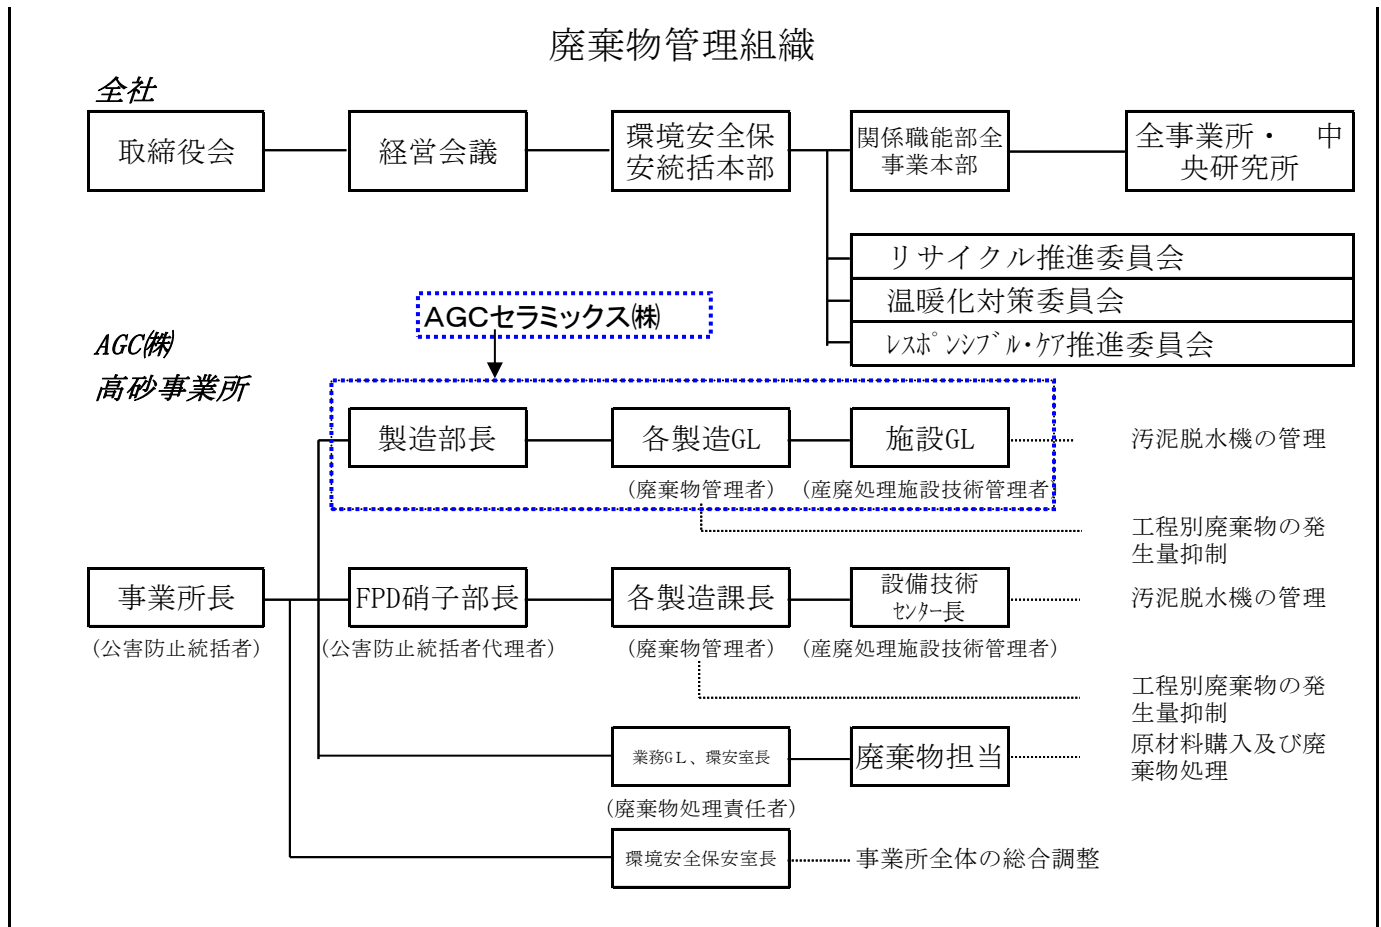 廃棄物管理組織
全社
取締役会
経営会議
環境安全保
安統括本部
関係職能部全
事業本部
全事業所・　中
央研究所
リサイクル推進委員会
温暖化対策委員会
ﾚｽﾎﾟﾝｼﾌﾞﾙ・ｹｱ推進委員会
AGCセラミックス㈱
AGC㈱
高砂事業所
製造部長
各製造GL
施設GL
汚泥脱水機の管理
(廃棄物管理者)
(産廃処理施設技術管理者)
工程別廃棄物の発
生量抑制
事業所長
FPD硝子部長
各製造課長
設備技術
ｾﾝﾀｰ長
汚泥脱水機の管理
(公害防止統括者)
(公害防止統括者代理者)
(廃棄物管理者)
(産廃処理施設技術管理者)
工程別廃棄物の発
生量抑制
業務GL、環安室長
廃棄物担当
原材料購入及び廃
棄物処理
(廃棄物処理責任者)
環境安全保安室長
事業所全体の総合調整